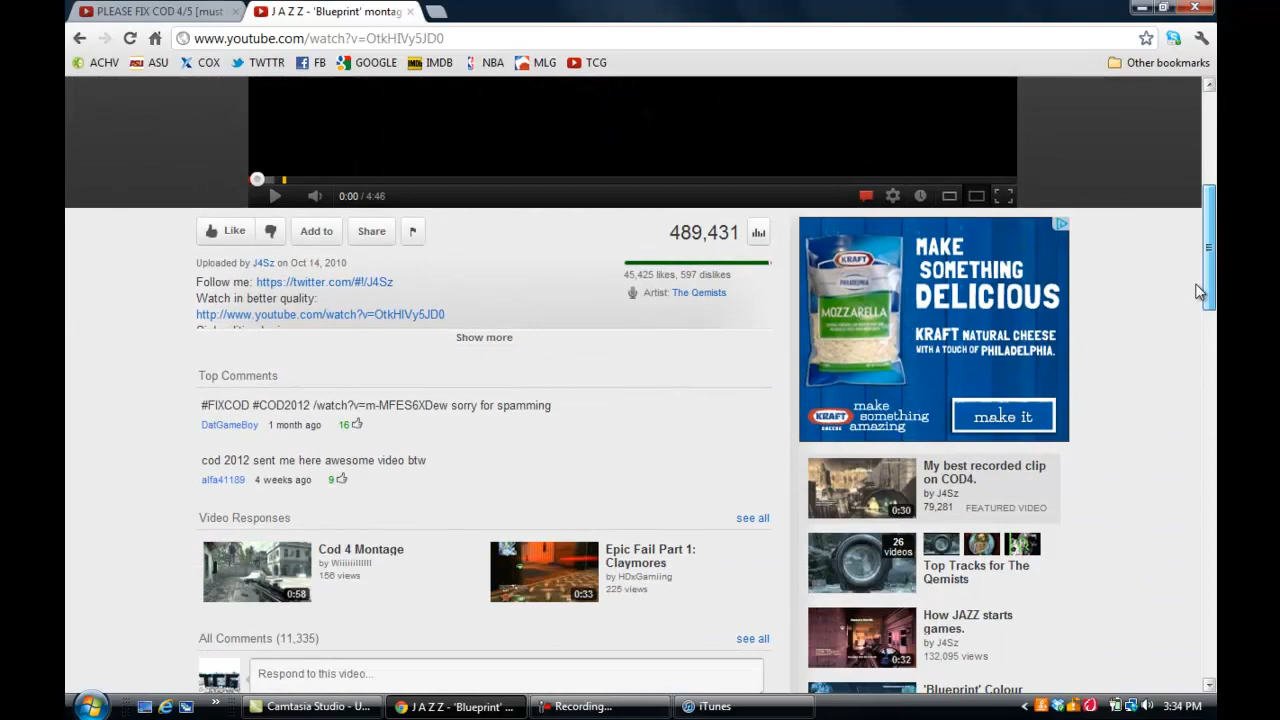 PLEASE FIX COD 4/5 [must
J A Z Z - 'Blueprint' montag
www.youtube.com/watch?v=OtkHIVy5JD0
ACHV ASU COX TWTTR FB GOOGLE IMDB NBA MLG TCG Other bookmarks
0:00 / 4:46
Like Add to Share 489,431
Uploaded by J4Sz on Oct 14, 2010
45,425 likes, 597 dislikes
Follow me: https://twitter.com/#!/J4Sz
Artist: The Qemists
Watch in better quality:
http://www.youtube.com/watch?v=OtkHIVy5JD0
Show more
Top Comments
#FIXCOD #COD2012 /watch?v=m-MFES6XDew sorry for spamming
DatGameBoy 1 month ago 16
cod 2012 sent me here awesome video btw
alfa41189 4 weeks ago 9
Video Responses see all
Cod 4 Montage
156 views
0:58
Epic Fail Part 1:
Claymores
by HDxGamiing
225 views
0:33
All Comments (11,335) see all
Respond to this video...
MAKE
SOMETHING
DELICIOUS
KRAFT NATURAL CHEESE
WITH A TOUCH OF PHILADELPHIA.
KRAFT
PHILADELPHIA
MOZZARELLA
KRAFT
CHEESE
make
something
amazing
make it
My best recorded clip
on COD4.
by J4Sz
79,281 FEATURED VIDEO
0:30
26
videos
Top Tracks for The
Qemists
How JAZZ starts
games.
by J4Sz
132,095 views
0:32
'Blueprint' Colour
Camtasia Studio - U... J A Z Z - 'Blueprint' ... Recording... iTunes 3:34 PM